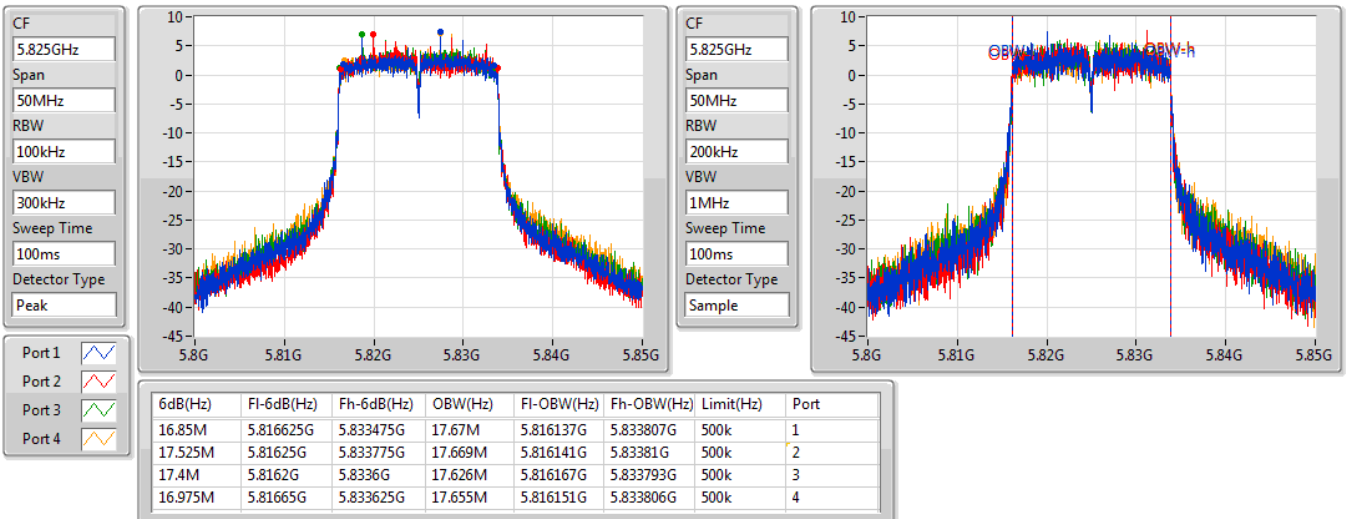 CF
5.825GHz
Span
50MHz
RBW
100kHz
VBW
300kHz
Sweep Time
100ms
Detector Type
Peak
10
5
0
-5
-10
-15
-20
-25
-30
-35
-40
-45
5.8G 5.81G 5.82G 5.83G 5.84G 5.85G
CF
5.825GHz
Span
50MHz
RBW
200kHz
VBW
1MHz
Sweep Time
100ms
Detector Type
Sample
10
5
0
-5
-10
-15
-20
-25
-30
-35
-40
-45
OBW-h
5.8G 5.81G 5.82G 5.83G 5.84G 5.85G
Port 1
Port 2
Port 3
Port 4
6dB(Hz) Fl-6dB(Hz) Fh-6dB(Hz) OBW(Hz) Fl-OBW(Hz) Fh-OBW(Hz) Limit(Hz) Port
16.85M 5.816625G 5.833475G 17.67M 5.816137G 5.833807G 500k 1
17.525M 5.81625G 5.833775G 17.669M 5.816141G 5.83381G 500k 2
17.4M 5.8162G 5.8336G 17.626M 5.816167G 5.833793G 500k 3
16.975M 5.81665G 5.833625G 17.655M 5.816151G 5.833806G 500k 4